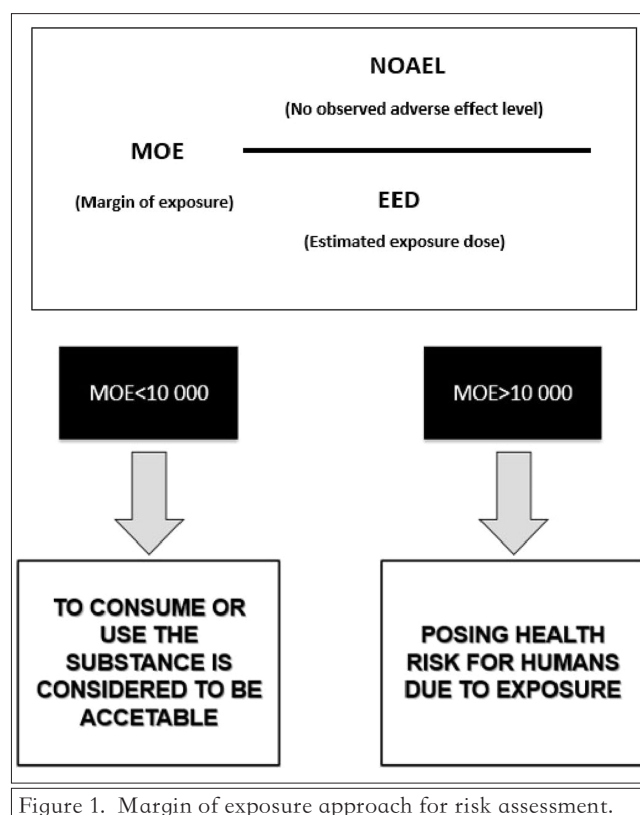 NOAEL
(No observed adverse effect level)
MOE
(Margin of exposure)
EED
(Estimated exposure dose)
MOE<10 000
MOE>10 000
TO CONSUME OR
USE THE
SUBSTANCE IS
CONSIDERED TO BE
ACCETABLE
POSING HEALTH
RISK FOR HUMANS
DUE TO EXPOSURE
Figure 1. Margin of exposure approach for risk assessment.